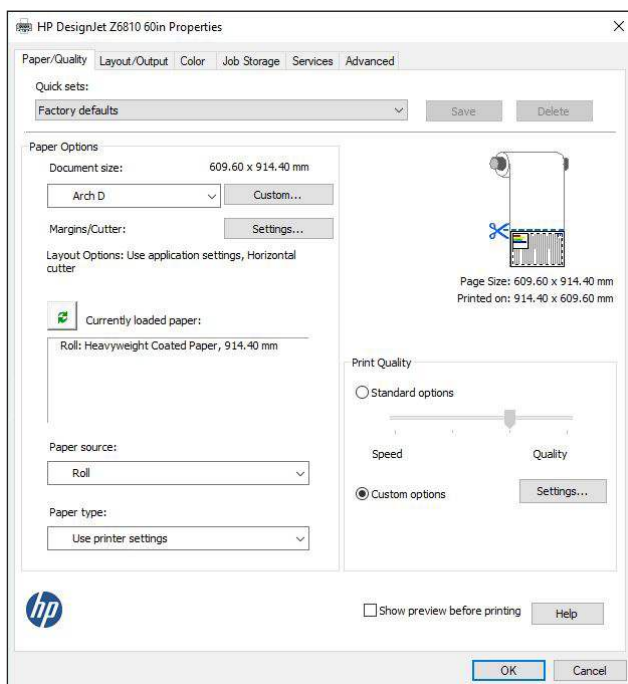 HP DesignJet Z6810 60in Properties
Paper/Quality Layout/Output Color Job Storage Services Advanced
Quick sets:
Factory defaults Save Delete
Paper Options
Document size: 609.60 x 914.40 mm
Arch D Custom...
Margins/Cutter: Settings...
Layout Options: Use application settings, Horizontal
cutter
Page Size: 609.60 x 914.40 mm
Printed on: 914.40 x 609.60 mm
Currently loaded paper:
Roll: Heavyweight Coated Paper, 914.40 mm
Print Quality
Standard options
Speed Quality
Paper source:
Roll
Custom options Settings...
Paper type:
Use printer settings
hp
Show preview before printing Help
OK Cancel